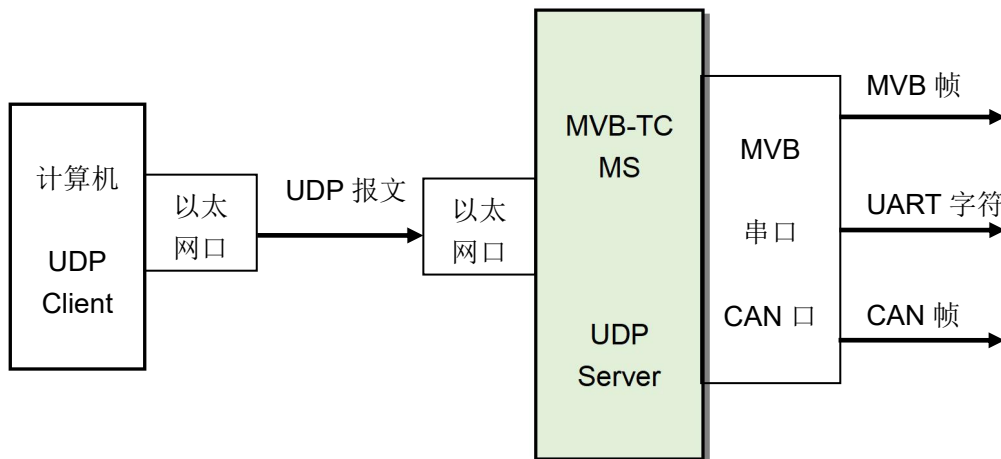 计算机
UDP
Client
以太
网口
UDP 报文
以太
网口
MVB-TC
MS
UDP
Server
MVB
串口
CAN 口
MVB 帧
UART 字符
CAN 帧